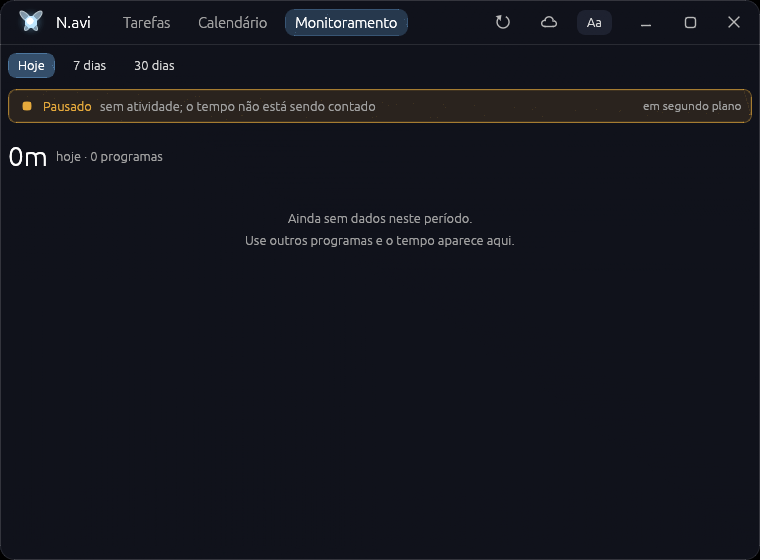 N.avi Tarefas Calendário Monitoramento Aa
Hoje 7 dias 30 dias
Pausado sem atividade; o tempo não está sendo contado em segundo plano
0m hoje · 0 programas
Ainda sem dados neste período.
Use outros programas e o tempo aparece aqui.